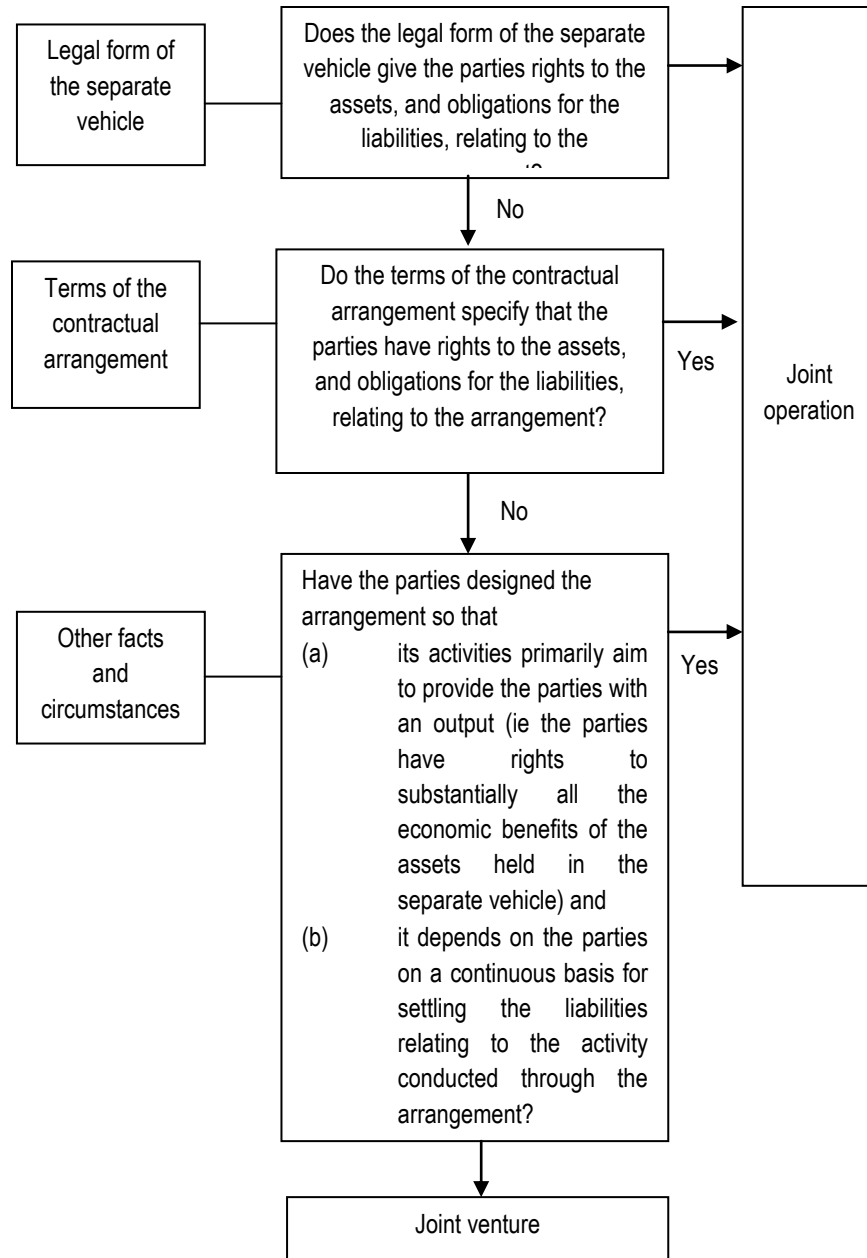 Legal form of
the separate
vehicle
Does the legal form of the separate
vehicle give the parties rights to the
assets, and obligations for the
liabilities, relating to the
No
Terms of the
contractual
arrangement
Do the terms of the contractual
arrangement specify that the
parties have rights to the assets,
and obligations for the liabilities,
relating to the arrangement?
Yes
Joint
operation
No
Other facts
and
circumstances
Have the parties designed the
arrangement so that
(a) its activities primarily aim
to provide the parties with
an output (ie the parties
have rights to
substantially all the
economic benefits of the
assets held in the
separate vehicle) and
(b) it depends on the parties
on a continuous basis for
settling the liabilities
relating to the activity
conducted through the
arrangement?
Yes
Joint venture